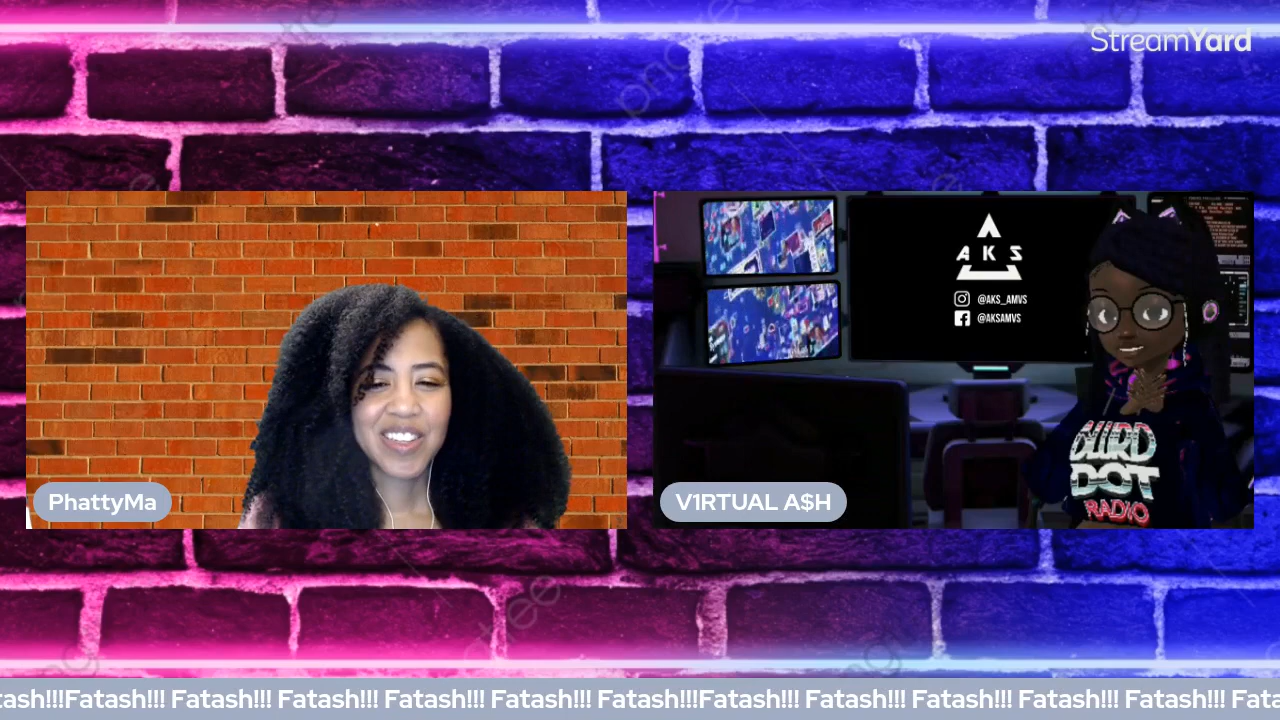 StreamYard
AKS
@AKS_AMVS
@AKSAMVS
BLURD
DOT
RADIO
PhattyMa
V1RTUAL A$H
tash!!!Fatash!!! Fatash!!! Fatash!!! Fatash!!! Fatash!!! Fatash!!!Fatash!!! Fatash!!! Fatash!!! Fatash!!! Fatash!!! Fata